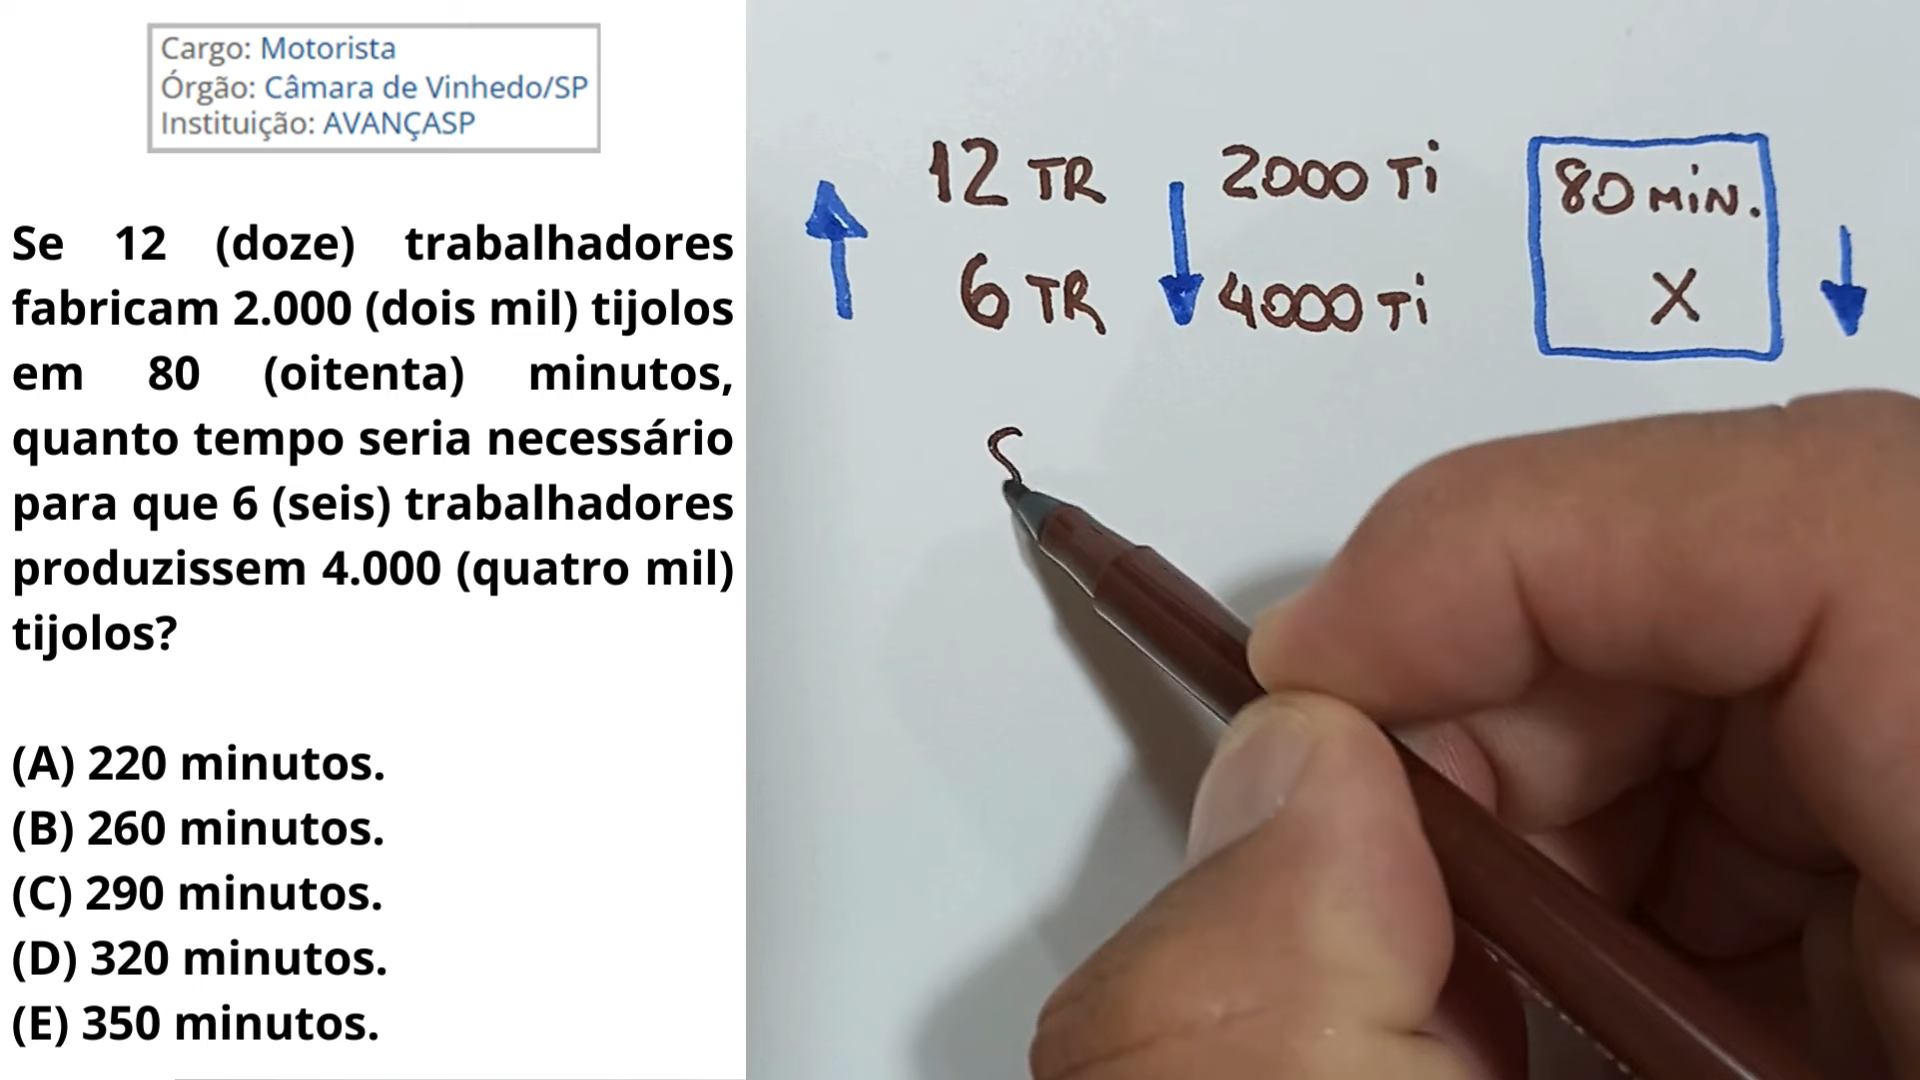 Cargo: Motorista
Órgão: Câmara de Vinhedo/SP
Instituição: AVANÇASP
Se 12 (doze) trabalhadores
fabricam 2.000 (dois mil) tijolos
em 80 (oitenta) minutos,
quanto tempo seria necessário
para que 6 (seis) trabalhadores
produzissem 4.000 (quatro mil)
tijolos?
(A) 220 minutos.
(B) 260 minutos.
(C) 290 minutos.
(D) 320 minutos.
(E) 350 minutos.
12 TR 2000 Ti 80 MiN.
6 TR 4000 Ti X